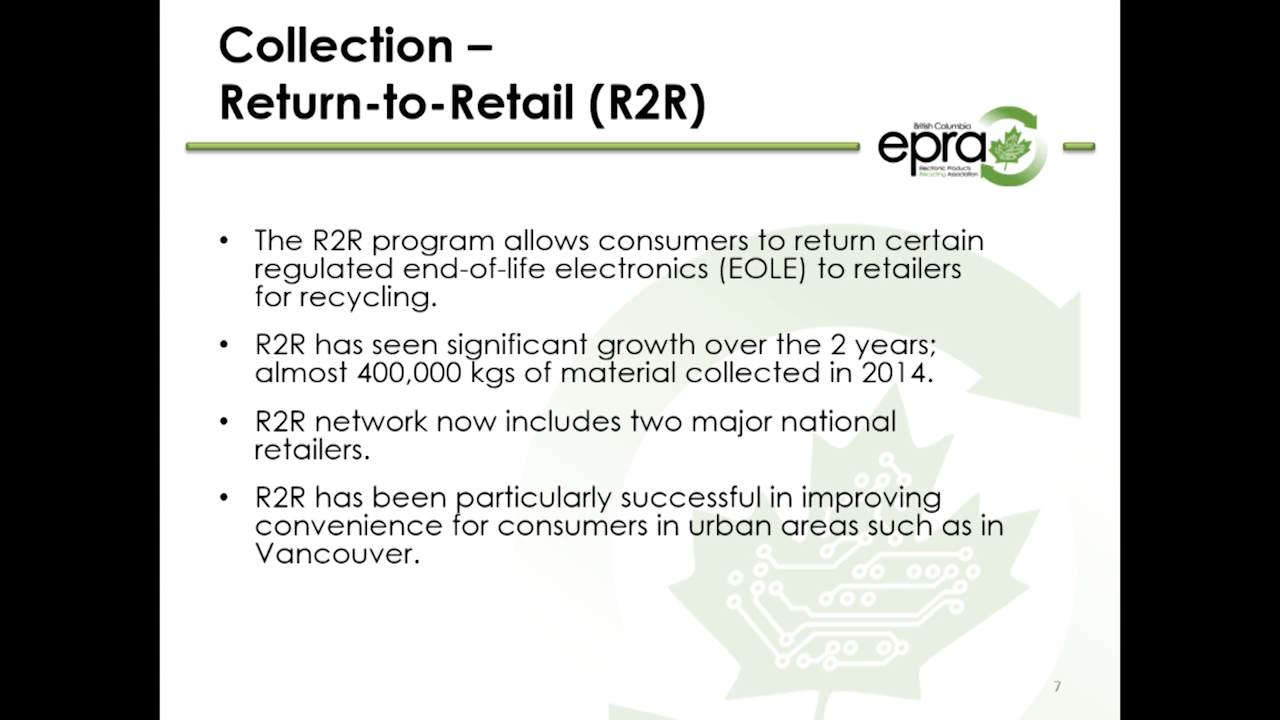 Collection –
Return-to-Retail (R2R)
British Columbia
epra
Electronic Products
Recycling Association
• The R2R program allows consumers to return certain
regulated end-of-life electronics (EOLE) to retailers
for recycling.
• R2R has seen significant growth over the 2 years;
almost 400,000 kgs of material collected in 2014.
• R2R network now includes two major national
retailers.
• R2R has been particularly successful in improving
convenience for consumers in urban areas such as in
Vancouver.
7